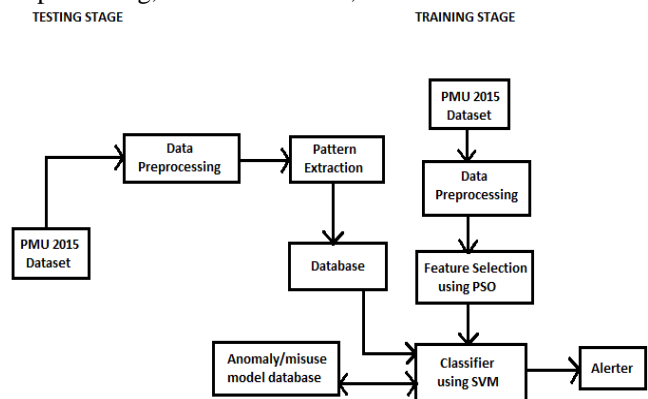 TESTING STAGE
TRAINING STAGE
PMU 2015
Dataset
Data
Preprocessing
Pattern
Extraction
Database
PMU 2015
Dataset
Data
Preprocessing
Feature Selection
using PSO
Anomaly/misuse
model database
Classifier
using SVM
Alerter